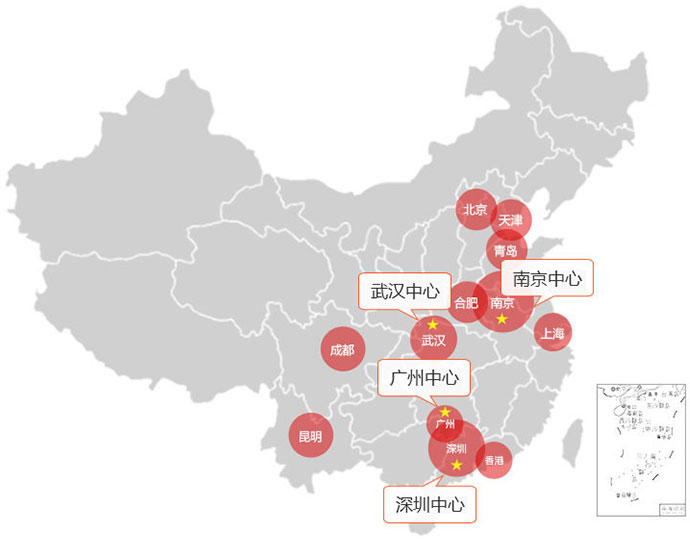 北京
天津
青岛
南京中心
武汉中心
合肥
南京
上海
武汉
成都
广州中心
广州
昆明
深圳
香港
深圳中心